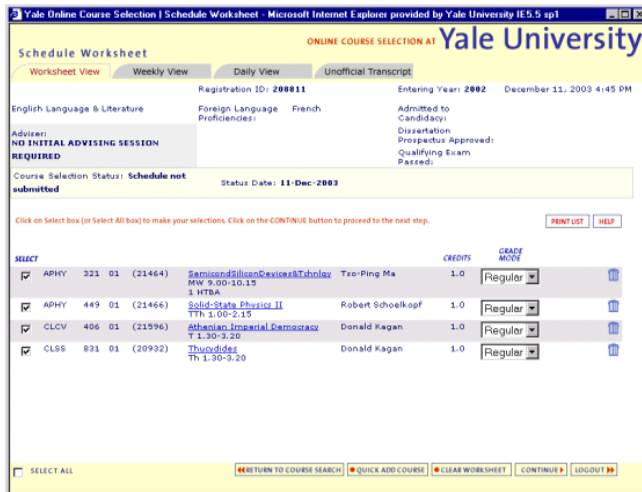 Yale Online Course Selection | Schedule Worksheet - Microsoft Internet Explorer provided by Yale University IE5.5 sp1
ONLINE COURSE SELECTION AT Yale University
Schedule Worksheet
Worksheet View Weekly View Daily View Unofficial Transcript
Registration ID: 208811 Entering Year: 2002 December 11, 2003 4:45 PM
English Language & Literature Foreign Language French Admitted to
Proficiencies: Candidacy:
Adviser: Dissertation
NO INITIAL ADVISING SESSION Prospectus Approved:
REQUIRED Qualifying Exam
Passed:
Course Selection Status: Schedule not
submitted Status Date: 11-Dec-2003
Click on Select box (or Select All box) to make your selections. Click on the CONTINUE button to proceed to the next step. PRINT LIST HELP
GRADE
SELECT CREDITS MODE
APHY 321 01 (21464) SemicondSiliconDevices&Tchnlgy Tso-Ping Ma 1.0 Regular
MW 9.00-10.15
1 HTBA
APHY 449 01 (21466) Solid-State Physics II Robert Schoelkopf 1.0 Regular
TTh 1.00-2.15
CLCV 406 01 (21596) Athenian Imperial Democracy Donald Kagan 1.0 Regular
T 1.30-3.20
CLSS 831 01 (20932) Thucydides Donald Kagan 1.0 Regular
Th 1.30-3.20
SELECT ALL RETURN TO COURSE SEARCH QUICK ADD COURSE CLEAR WORKSHEET CONTINUE LOGOUT